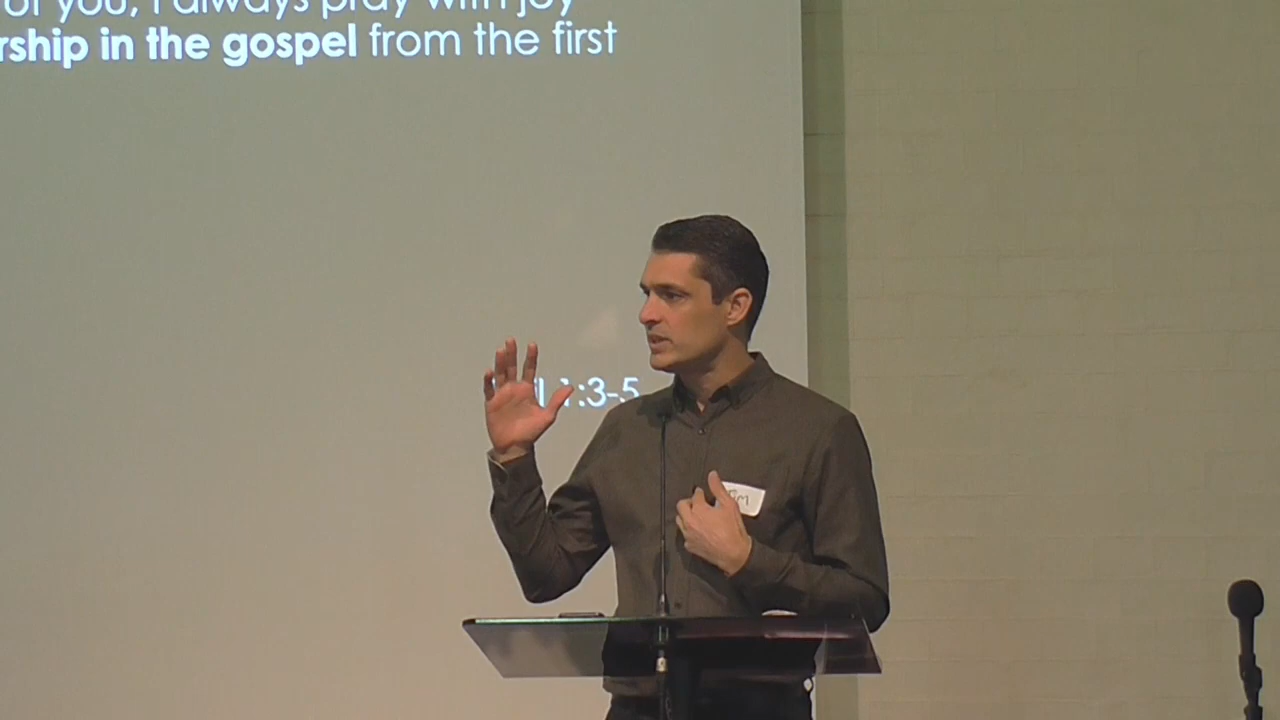 of you, I always pray with joy
rship in the gospel from the first
1:3-5